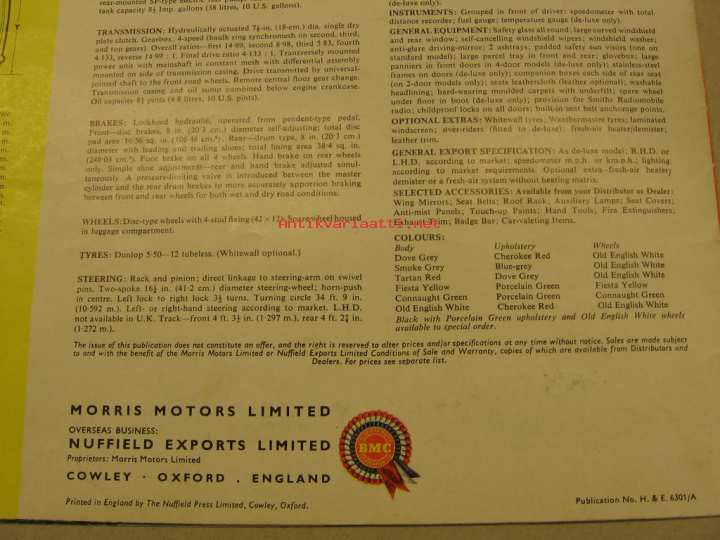 rear-mounted SP-type electric
tank capacity 8½ Imp. gallons (38 litres, 10 U.S. gallons).
TRANSMISSION: Hydraulically actuated 7¼-in. (18-cm.) dia. single dry
plate clutch. Gearbox. 4-speed (baulk ring synchromesh on second, third,
and top gears). Overall ratios—first 14·99, second 8·98, third 5·83, fourth
4·133, reverse 14·99 : 1. Final drive ratio 4·133 : 1. Transversely mounted
power unit with mainshaft in constant mesh with differential assembly
mounted on side of transmission casing. Drive transmitted by universal-
jointed shaft to the front road wheels. Remote central floor gear change.
Transmission casing and oil sump combined below engine crankcase.
Oil capacity 8½ pints (4·8 litres, 10 U.S. pints).
BRAKES: Lockheed hydraulic, operated from pendent-type pedal.
Front—disc brakes, 8 in. (20·3 cm.) diameter self-adjusting; total disc
pad area 16·56 sq. in. (106·61 cm.²). Rear—drum type, 8 in. (20·3 cm.)
diameter with leading and trailing shoes; total lining area 38·4 sq. in.
(248·03 cm.²). Foot brake on all 4 wheels. Hand brake on rear wheels
only. Simple shoe adjustment—rear and hand brake adjusted simul-
taneously. A pressure-limiting valve is introduced between the master
cylinder and the rear drum brakes to more accurately apportion braking
between front and rear wheels for both wet and dry road conditions.
WHEELS: Disc-type wheels with 4-stud fixing (4J × 12). Spare wheel housed
in luggage compartment.
TYRES: Dunlop 5·50—12 tubeless. (Whitewall optional.)
STEERING: Rack and pinion; direct linkage to steering-arm on swivel
pins. Two-spoke 16¼ in. (41·2 cm.) diameter steering-wheel; horn-push
in centre. Left lock to right lock 3½ turns. Turning circle 34 ft. 9 in.
(10·592 m.). Left- or right-hand steering according to market. L.H.D.
not available in U.K. Track—front 4 ft. 3½ in. (1·297 m.), rear 4 ft. 2⅞ in.
(1·272 m.).
(de-luxe only).
INSTRUMENTS: Grouped in front of driver: speedometer with total
distance recorder; fuel gauge; temperature gauge (de-luxe only).
GENERAL EQUIPMENT: Safety glass all round; large curved windshield
and rear window; self-cancelling windshield wipers; windshield washer;
anti-glare driving-mirror; 2 ashtrays; padded safety sun visors (one on
standard model); large parcel tray in front and rear; glovebox; large
panniers in front doors in 4-door models (de-luxe only); stainless-steel
frames on doors (de-luxe only); companion boxes each side of rear seat
(on 2-door models only); seats leathercloth (leather optional); washable
headlining; hard-wearing moulded carpets with underfelt; spare wheel
under floor in boot (de-luxe only); provision for Smiths Radiomobile
radio; childproof locks on all doors; built-in seat belt anchorage points.
OPTIONAL EXTRAS: Whitewall tyres; Weathermaster tyres; laminated
windscreen; over-riders (fitted to de-luxe); fresh-air heater/demister;
leather trim.
GENERAL EXPORT SPECIFICATION: As de-luxe model; R.H.D. or
L.H.D. according to market; speedometer m.p.h. or km.p.h.; lighting
according to market requirements. Optional extra—fresh-air heater/
demister or a fresh-air system without heating matrix.
SELECTED ACCESSORIES: Available from your Distributor or Dealer:
Wing Mirrors; Seat Belts; Roof Rack; Auxiliary Lamps; Seat Covers;
Anti-mist Panels; Touch-up Paints; Hand Tools; Fire Extinguishers;
Exhaust Trim; Badge Bar; Car-valeting Items.
Antikvariaatti.net
COLOURS:
Body Upholstery Wheels
Dove Grey Cherokee Red Old English White
Smoke Grey Blue-grey Old English White
Tartan Red Dove Grey Old English White
Fiesta Yellow Porcelain Green Fiesta Yellow
Connaught Green Porcelain Green Connaught Green
Old English White Cherokee Red Old English White
Black with Porcelain Green upholstery and Old English White wheels
available to special order.
The issue of this publication does not constitute an offer, and the right is reserved to alter prices and/or specifications at any time without notice. Sales are made subject
to and with the benefit of the Morris Motors Limited or Nuffield Exports Limited Conditions of Sale and Warranty, copies of which are available from Distributors and
Dealers. For prices see separate list.
MORRIS MOTORS LIMITED
OVERSEAS BUSINESS:
NUFFIELD EXPORTS LIMITED
Proprietors: Morris Motors Limited
COWLEY · OXFORD . ENGLAND
BMC
Printed in England by The Nuffield Press Limited, Cowley, Oxford.
Publication No. H. & E. 6301/A